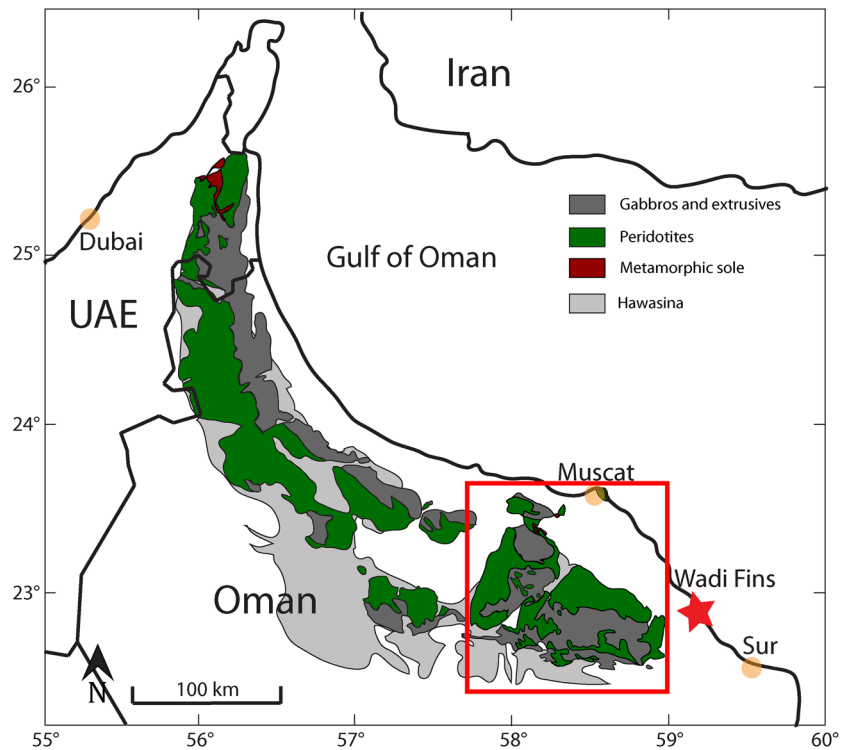 Iran
26°
Gabbros and extrusives
Peridotites
Dubai
25°
Gulf of Oman
Metamorphic sole
Hawasina
UAE
24°
Muscat
23°
Wadi Fins
Oman
Sur
N
100 km
55°
56°
57°
58°
59°
60°